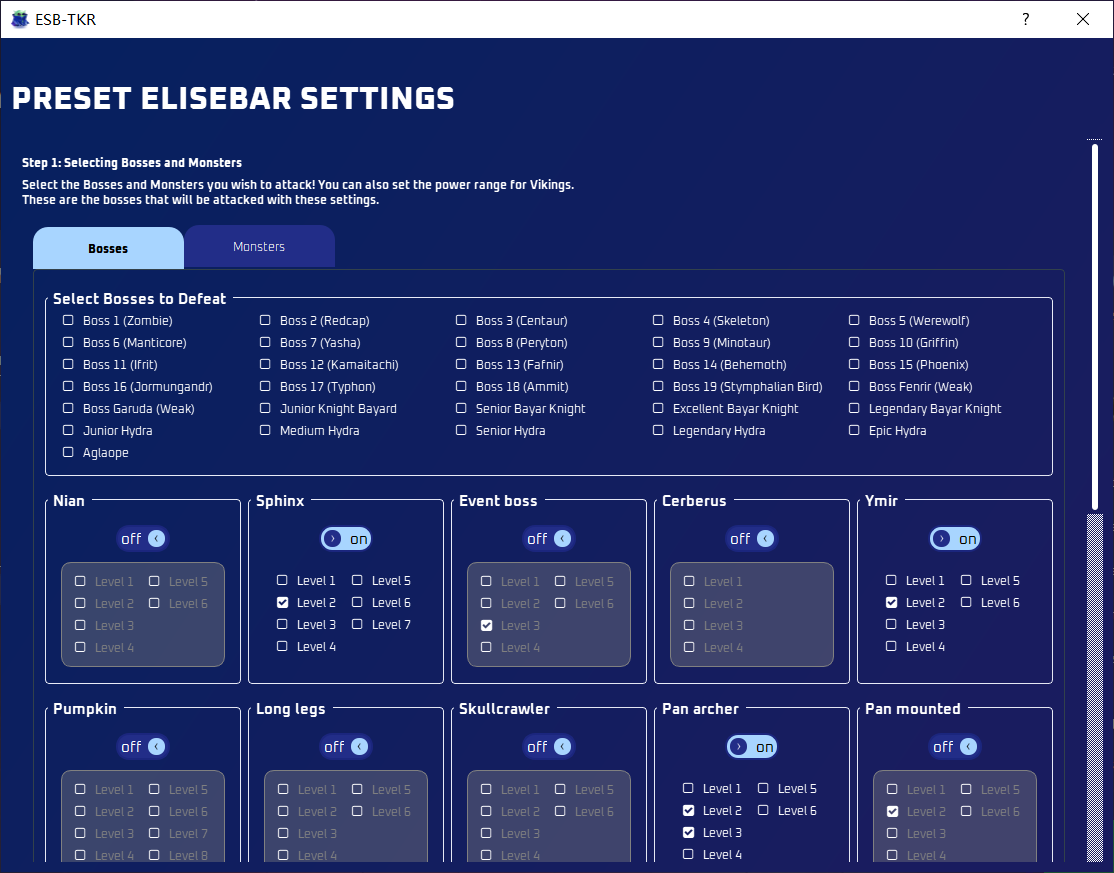 ESB-TKR ?
PRESET ELISEBAR SETTINGS
Step 1: Selecting Bosses and Monsters
Select the Bosses and Monsters you wish to attack! You can also set the power range for Vikings.
These are the bosses that will be attacked with these settings.
Bosses Monsters
Select Bosses to Defeat
Boss 1 (Zombie) Boss 2 (Redcap) Boss 3 (Centaur) Boss 4 (Skeleton) Boss 5 (Werewolf)
Boss 6 (Manticore) Boss 7 (Yasha) Boss 8 (Peryton) Boss 9 (Minotaur) Boss 10 (Griffin)
Boss 11 (Ifrit) Boss 12 (Kamaitachi) Boss 13 (Fafnir) Boss 14 (Behemoth) Boss 15 (Phoenix)
Boss 16 (Jormungandr) Boss 17 (Typhon) Boss 18 (Ammit) Boss 19 (Stymphalian Bird) Boss Fenrir (Weak)
Boss Garuda (Weak) Junior Knight Bayard Senior Bayar Knight Excellent Bayar Knight Legendary Bayar Knight
Junior Hydra Medium Hydra Senior Hydra Legendary Hydra Epic Hydra
Aglaope
Nian Sphinx Event boss Cerberus Ymir
off on off off on
Level 1 Level 5 Level 1 Level 5 Level 1 Level 5 Level 1 Level 1 Level 5
Level 2 Level 6 Level 2 Level 6 Level 2 Level 6 Level 2 Level 2 Level 6
Level 3 Level 3 Level 7 Level 3 Level 3 Level 3
Level 4 Level 4 Level 4 Level 4 Level 4
Pumpkin Long legs Skullcrawler Pan archer Pan mounted
off off off on off
Level 1 Level 5 Level 1 Level 5 Level 1 Level 5 Level 1 Level 5 Level 1 Level 5
Level 2 Level 6 Level 2 Level 6 Level 2 Level 6 Level 2 Level 6 Level 2 Level 6
Level 3 Level 7 Level 3 Level 3 Level 3 Level 3
Level 4 Level 8 Level 4 Level 4 Level 4 Level 4